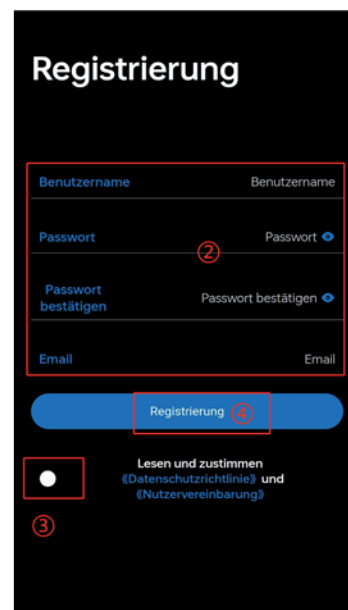 Registrierung
Benutzername Benutzername
Passwort Passwort
②
Passwort
bestätigen Passwort bestätigen
Email Email
Registrierung ④
Lesen und zustimmen
《Datenschutzrichtlinie》 und
《Nutzervereinbarung》
③